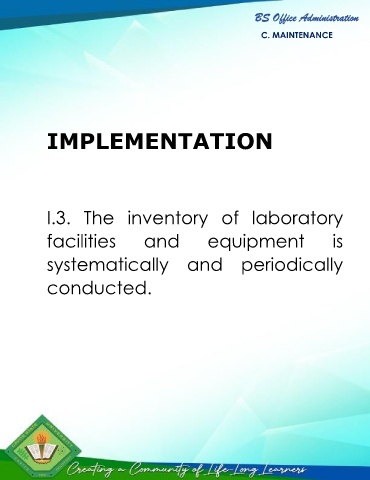 BS Office Administration
C. MAINTENANCE
IMPLEMENTATION
I.3. The inventory of laboratory
facilities and equipment is
systematically and periodically
conducted.
Creating a Community of Life-Long Learners